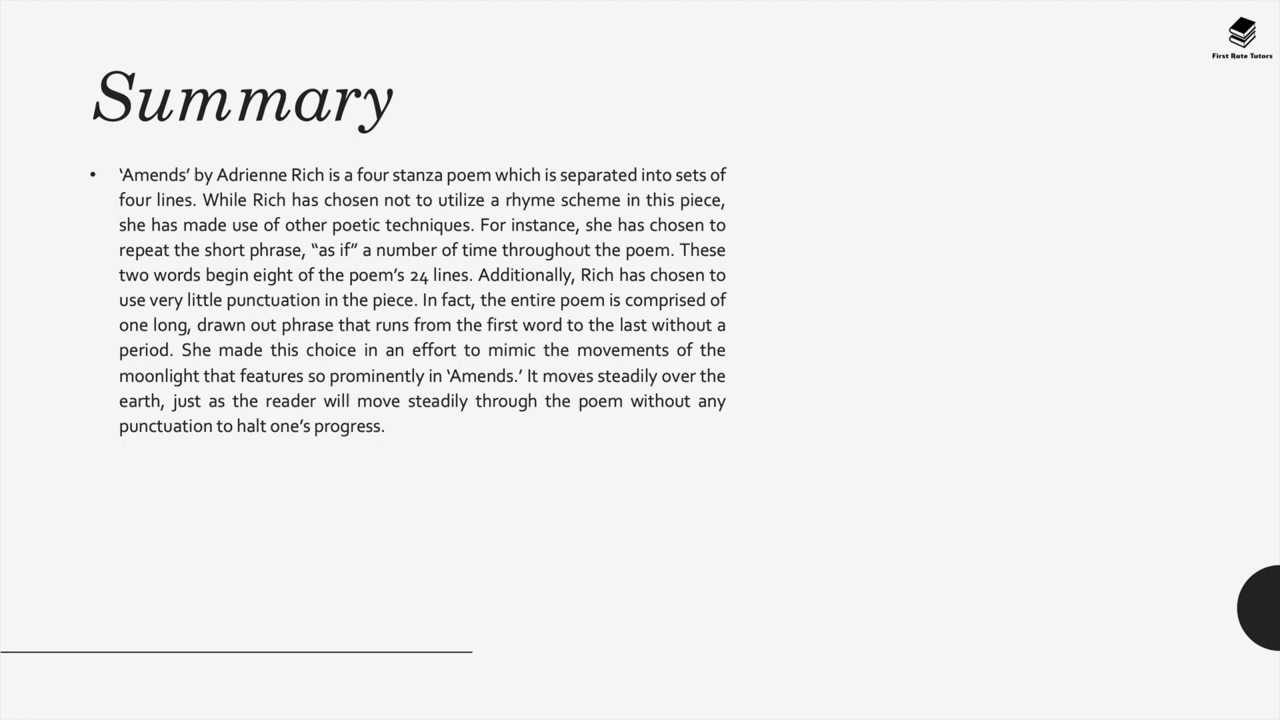 First Rate Tutors
Summary
• ‘Amends’ by Adrienne Rich is a four stanza poem which is separated into sets of
four lines. While Rich has chosen not to utilize a rhyme scheme in this piece,
she has made use of other poetic techniques. For instance, she has chosen to
repeat the short phrase, “as if” a number of time throughout the poem. These
two words begin eight of the poem’s 24 lines. Additionally, Rich has chosen to
use very little punctuation in the piece. In fact, the entire poem is comprised of
one long, drawn out phrase that runs from the first word to the last without a
period. She made this choice in an effort to mimic the movements of the
moonlight that features so prominently in ‘Amends.’ It moves steadily over the
earth, just as the reader will move steadily through the poem without any
punctuation to halt one’s progress.